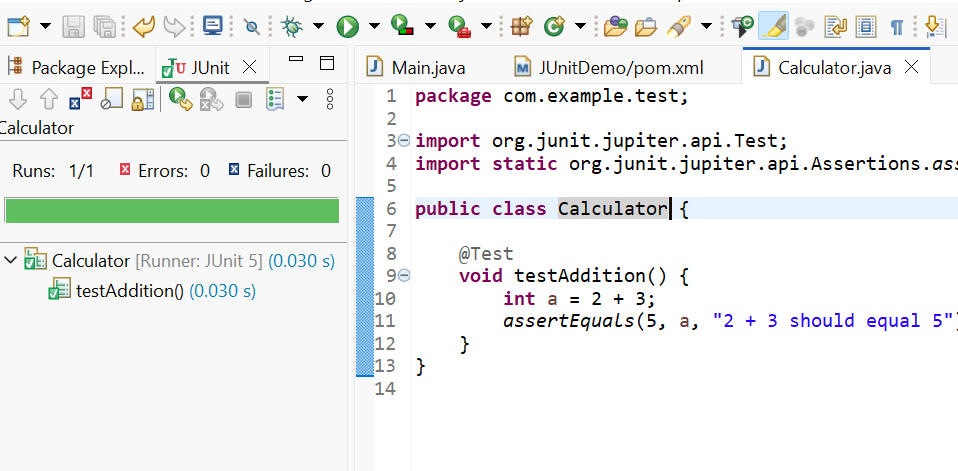 Package Expl...
JUnit
Main.java
JUnitDemo/pom.xml
Calculator.java
Calculator
Runs: 1/1 Errors: 0 Failures: 0
Calculator [Runner: JUnit 5] (0.030 s)
testAddition() (0.030 s)
1 package com.example.test;
2
3 import org.junit.jupiter.api.Test;
4 import static org.junit.jupiter.api.Assertions.ass
5
6 public class Calculator {
7
8 @Test
9 void testAddition() {
10 int a = 2 + 3;
11 assertEquals(5, a, "2 + 3 should equal 5")
12 }
13 }
14